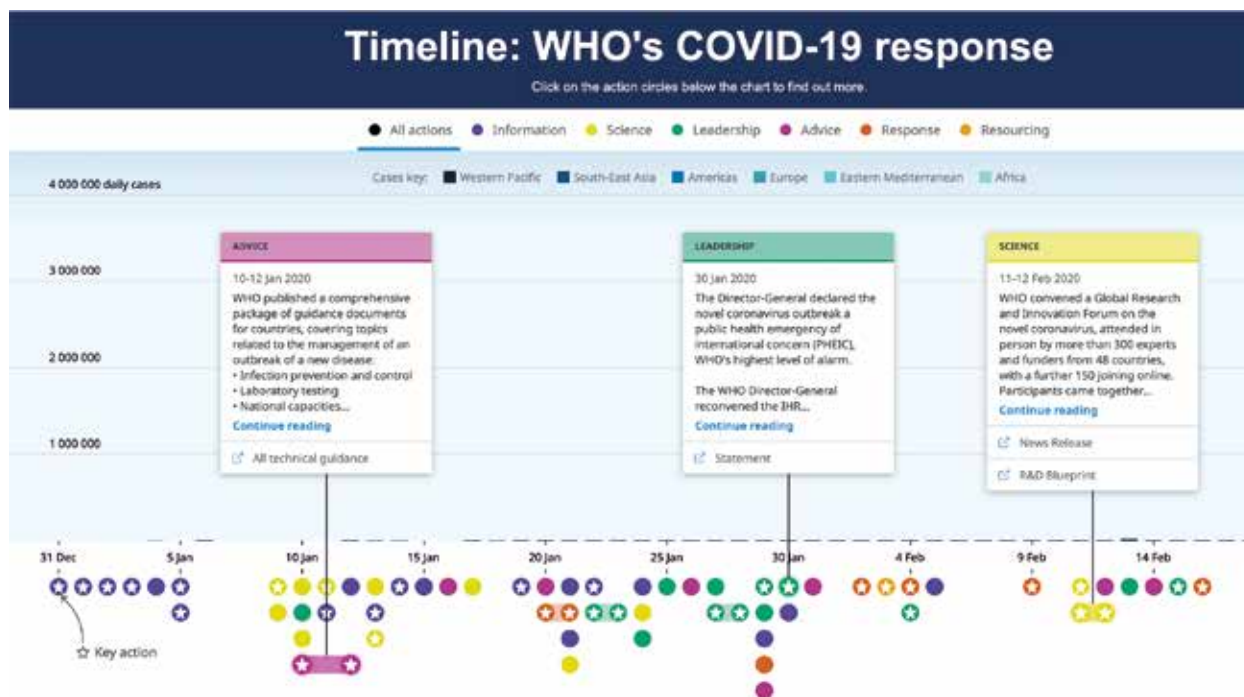 Timeline: WHO's COVID-19 response
Click on the action circles below the chart to find out more.
All actions
Information
Science
Leadership
Advice
Response
Resourcing
Cases key:
Western Pacific
South-East Asia
Americas
Europe
Eastern Mediterranean
Africa
4 000 000 daily cases
3 000 000
2 000 000
1 000 000
ADVICE
10-12 Jan 2020
WHO published a comprehensive
package of guidance documents
for countries, covering topics
related to the management of an
outbreak of a new disease:
• Infection prevention and control
• Laboratory testing
• National capacities...
Continue reading
All technical guidance
LEADERSHIP
30 Jan 2020
The Director-General declared the
novel coronavirus outbreak a
public health emergency of
international concern (PHEIC),
WHO's highest level of alarm.
The WHO Director-General
reconvened the IHR...
Continue reading
Statement
SCIENCE
11-12 Feb 2020
WHO convened a Global Research
and Innovation Forum on the
novel coronavirus, attended in
person by more than 300 experts
and funders from 48 countries,
with a further 150 joining online.
Participants came together...
Continue reading
News Release
R&D Blueprint
31 Dec
5 Jan
10 Jan
15 Jan
20 Jan
25 Jan
30 Jan
4 Feb
9 Feb
14 Feb
Key action